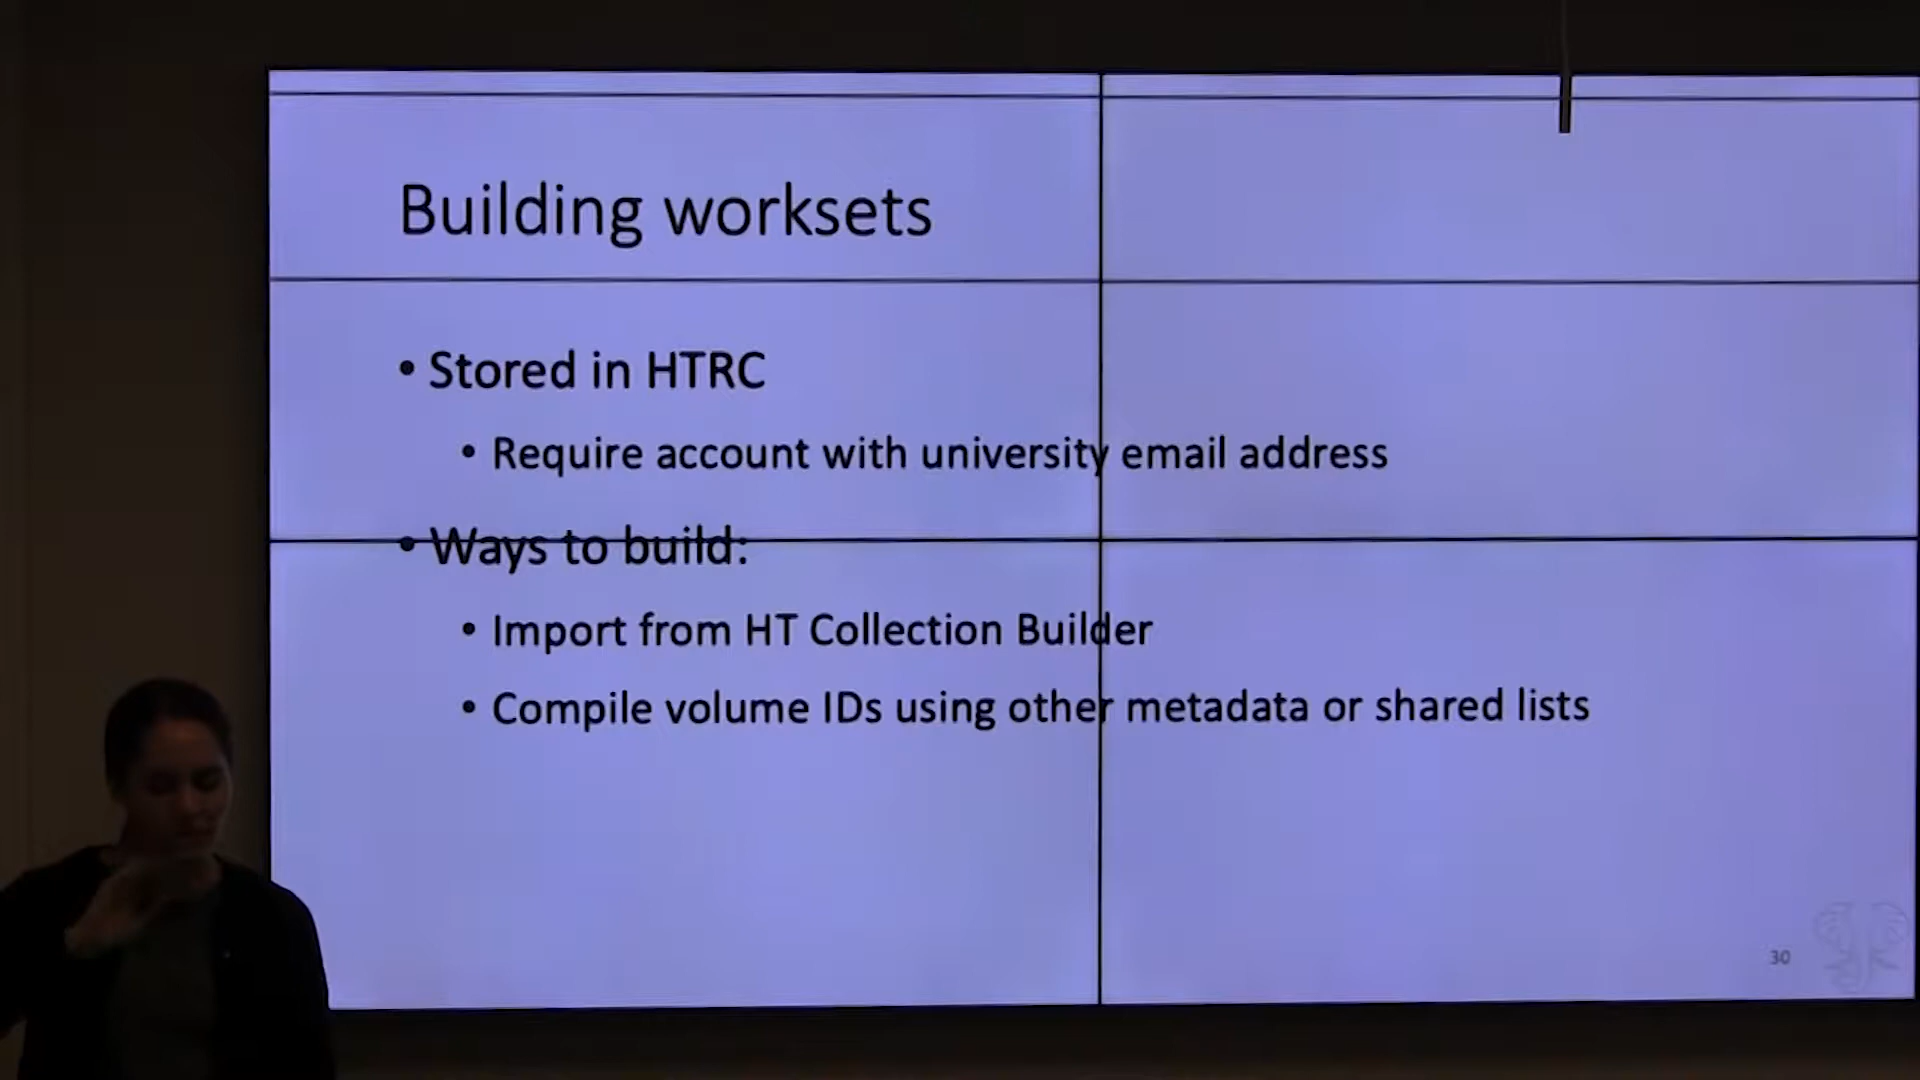 Building worksets
• Stored in HTRC
• Require account with university email address
• Ways to build:
• Import from HT Collection Builder
• Compile volume IDs using other metadata or shared lists
30